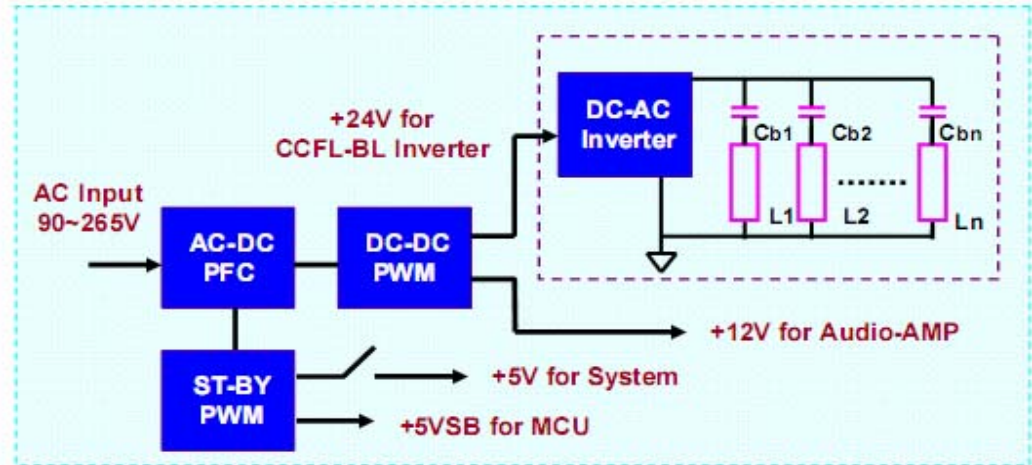 DC-AC
Inverter
Cb1
Cb2
Cbn
L1
L2
Ln
+24V for
CCFL-BL Inverter
AC Input
90~265V
AC-DC
PFC
DC-DC
PWM
+12V for Audio-AMP
ST-BY
PWM
+5V for System
+5VSB for MCU